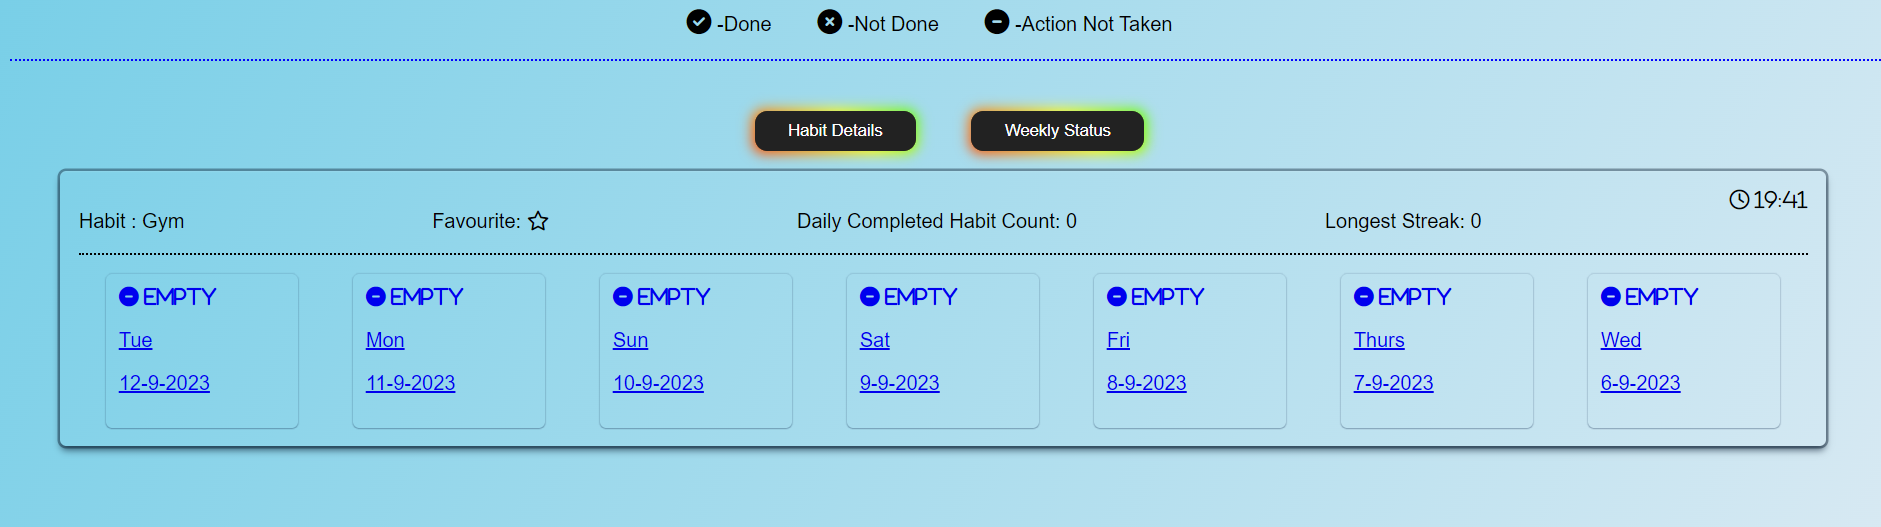 -Done -Not Done -Action Not Taken
Habit Details Weekly Status
19:41
Habit : Gym Favourite: Daily Completed Habit Count: 0 Longest Streak: 0
EMPTY EMPTY EMPTY EMPTY EMPTY EMPTY EMPTY
Tue Mon Sun Sat Fri Thurs Wed
12-9-2023 11-9-2023 10-9-2023 9-9-2023 8-9-2023 7-9-2023 6-9-2023